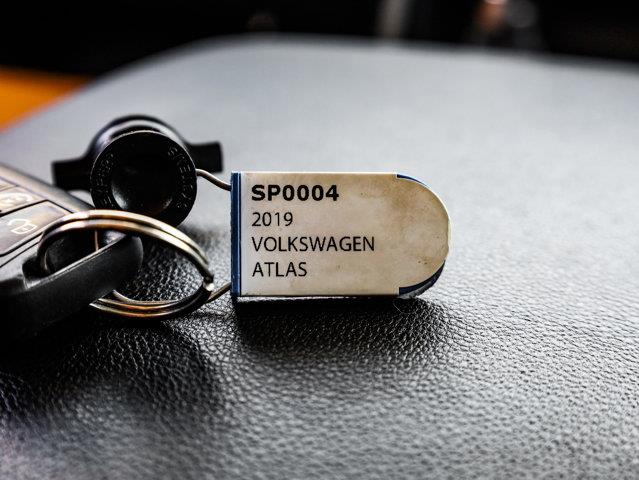 SP0004
2019
VOLKSWAGEN
ATLAS